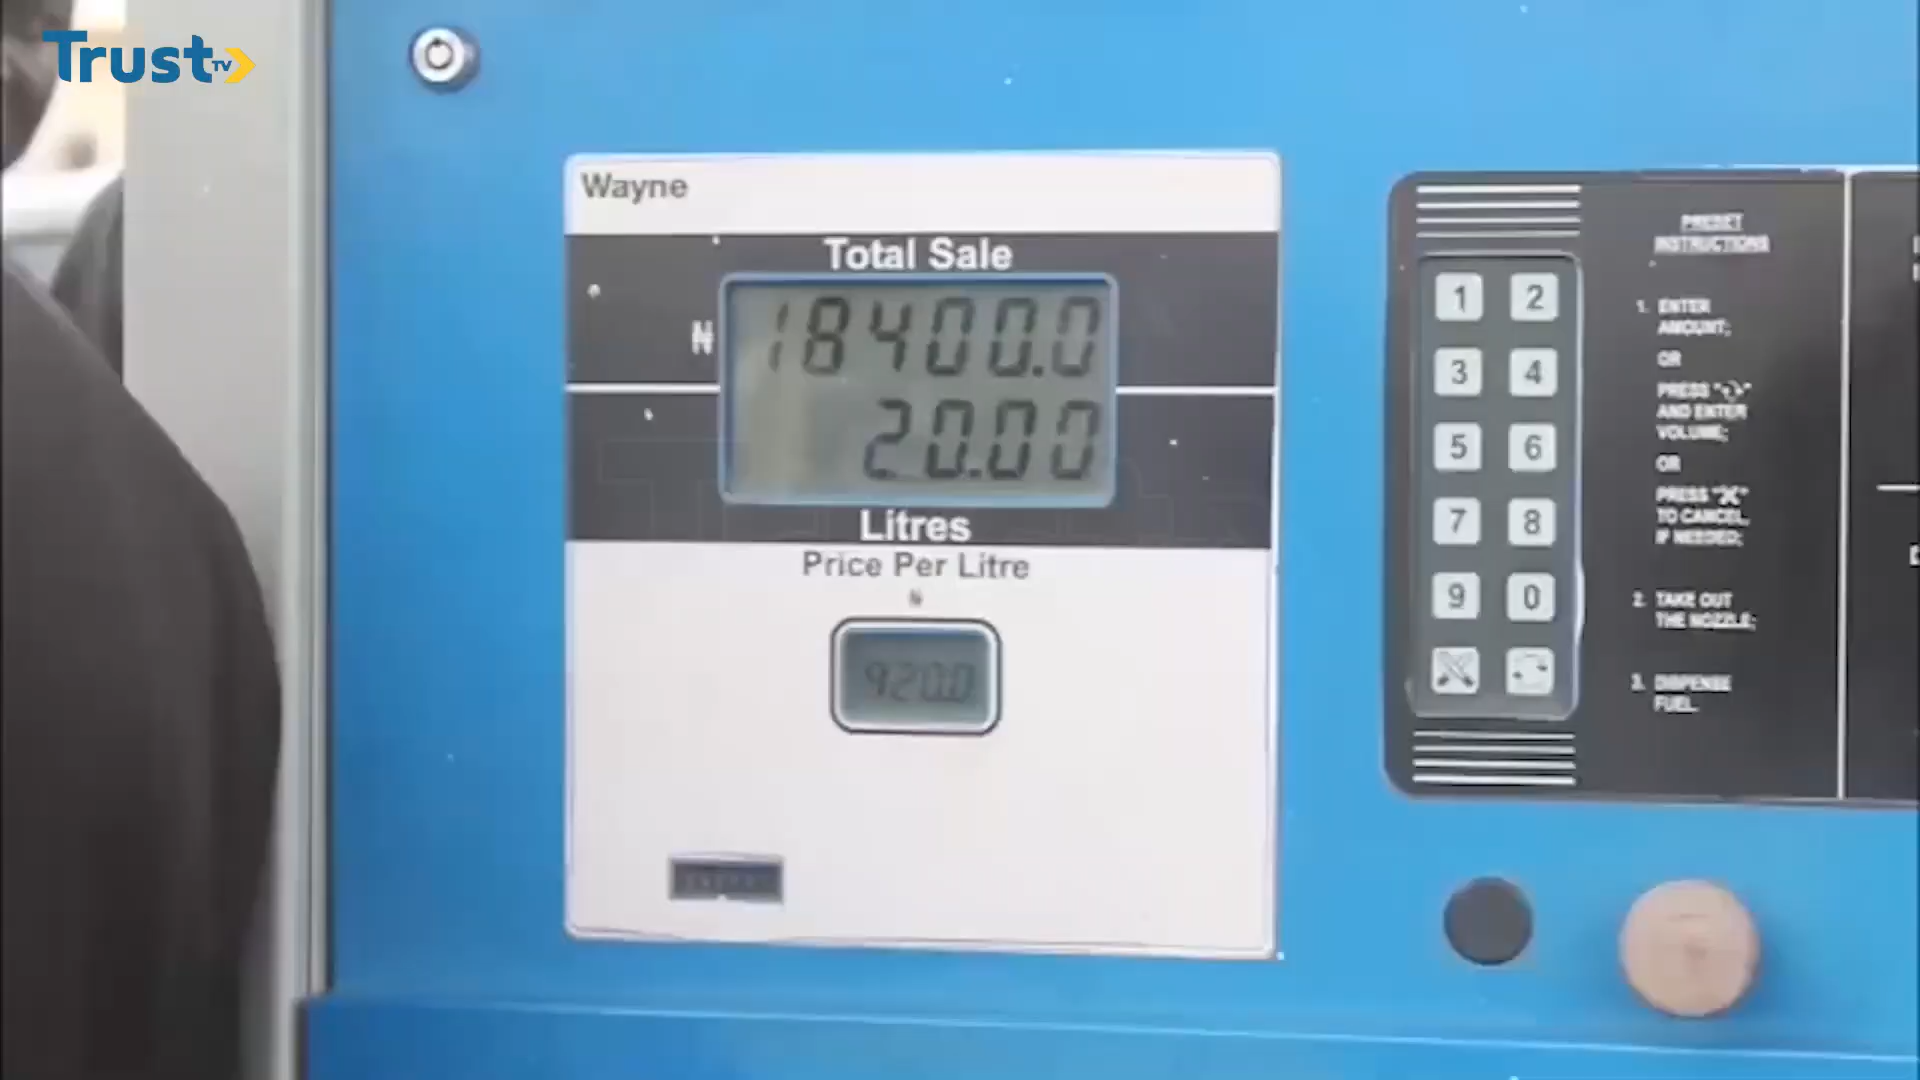 Trust TV
Wayne
Total Sale
₦ 18400.0
20.00
Litres
Price Per Litre
₦
920.0
1 2
3 4
5 6
7 8
9 0
PRESET
INSTRUCTIONS
1. ENTER
AMOUNT;
OR
PRESS "
"
AND ENTER
VOLUME;
OR
PRESS "X"
TO CANCEL,
IF NEEDED;
2. TAKE OUT
THE NOZZLE;
3. DISPENSE
FUEL.